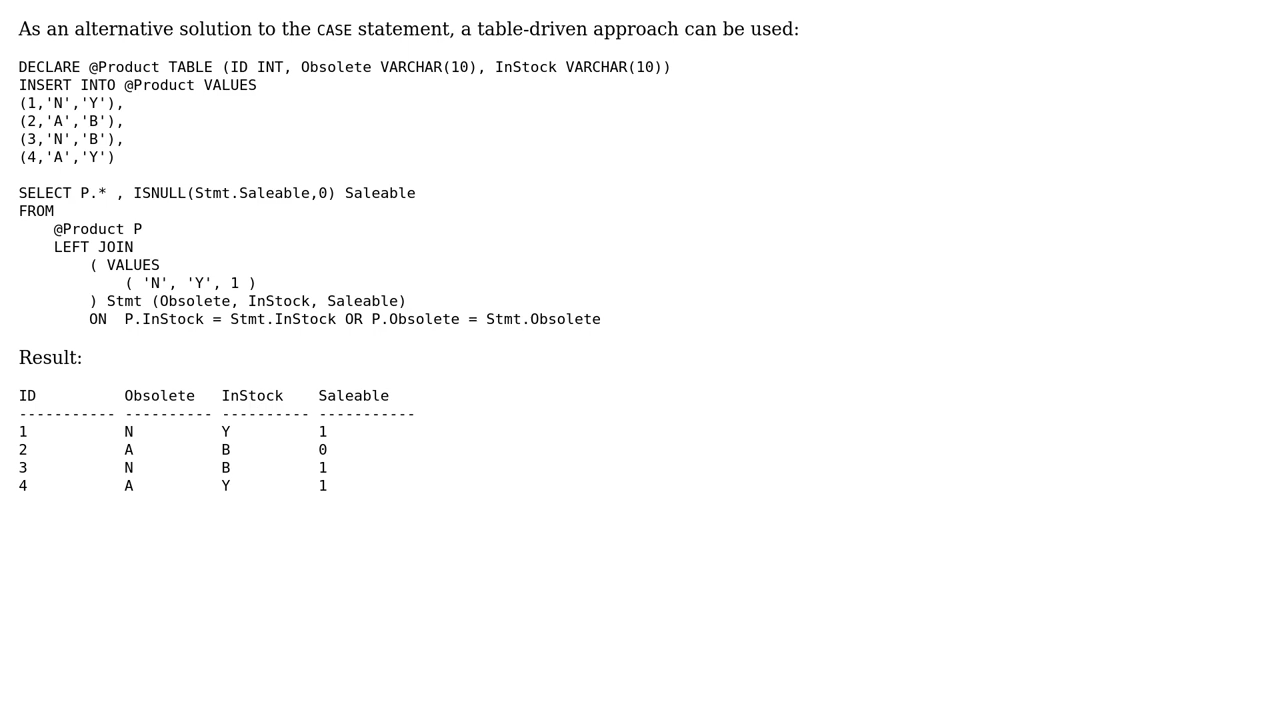 As an alternative solution to the CASE statement, a table-driven approach can be used:
DECLARE @Product TABLE (ID INT, Obsolete VARCHAR(10), InStock VARCHAR(10))
INSERT INTO @Product VALUES
(1,'N','Y'),
(2,'A','B'),
(3,'N','B'),
(4,'A','Y')

SELECT P.* , ISNULL(Stmt.Saleable,0) Saleable
FROM
    @Product P
    LEFT JOIN
        ( VALUES
            ( 'N', 'Y', 1 )
        ) Stmt (Obsolete, InStock, Saleable)
        ON  P.InStock = Stmt.InStock OR P.Obsolete = Stmt.Obsolete
Result:
ID          Obsolete   InStock    Saleable
----------- ---------- ---------- -----------
1           N          Y          1
2           A          B          0
3           N          B          1
4           A          Y          1